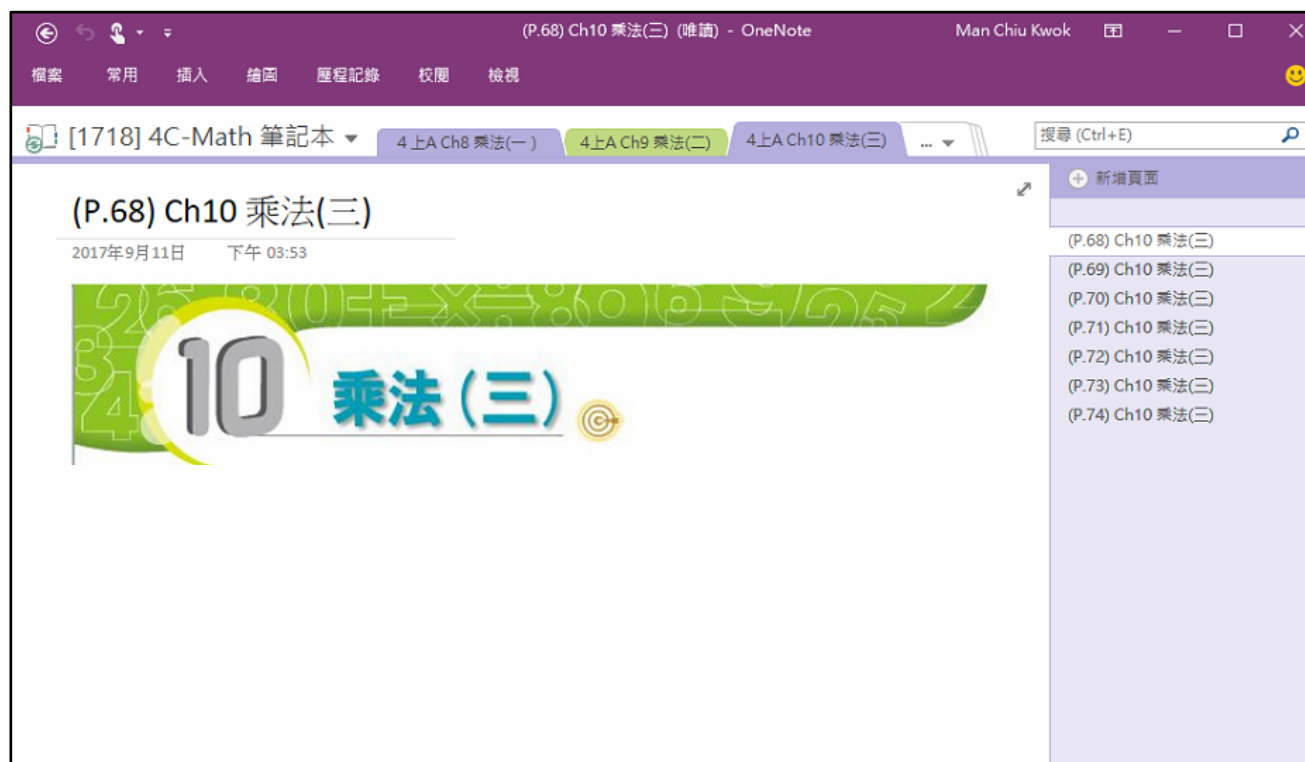 (P.68) Ch10 乘法(三) (唯讀) - OneNote Man Chiu Kwok
檔案 常用 插入 繪圖 歷程記錄 校閱 檢視
[1718] 4C-Math 筆記本 4上A Ch8 乘法(一) 4上A Ch9 乘法(二) 4上A Ch10 乘法(三) ... 搜尋 (Ctrl+E)
新增頁面
(P.68) Ch10 乘法(三)
2017年9月11日 下午 03:53
10 乘法(三)
(P.68) Ch10 乘法(三)
(P.69) Ch10 乘法(三)
(P.70) Ch10 乘法(三)
(P.71) Ch10 乘法(三)
(P.72) Ch10 乘法(三)
(P.73) Ch10 乘法(三)
(P.74) Ch10 乘法(三)